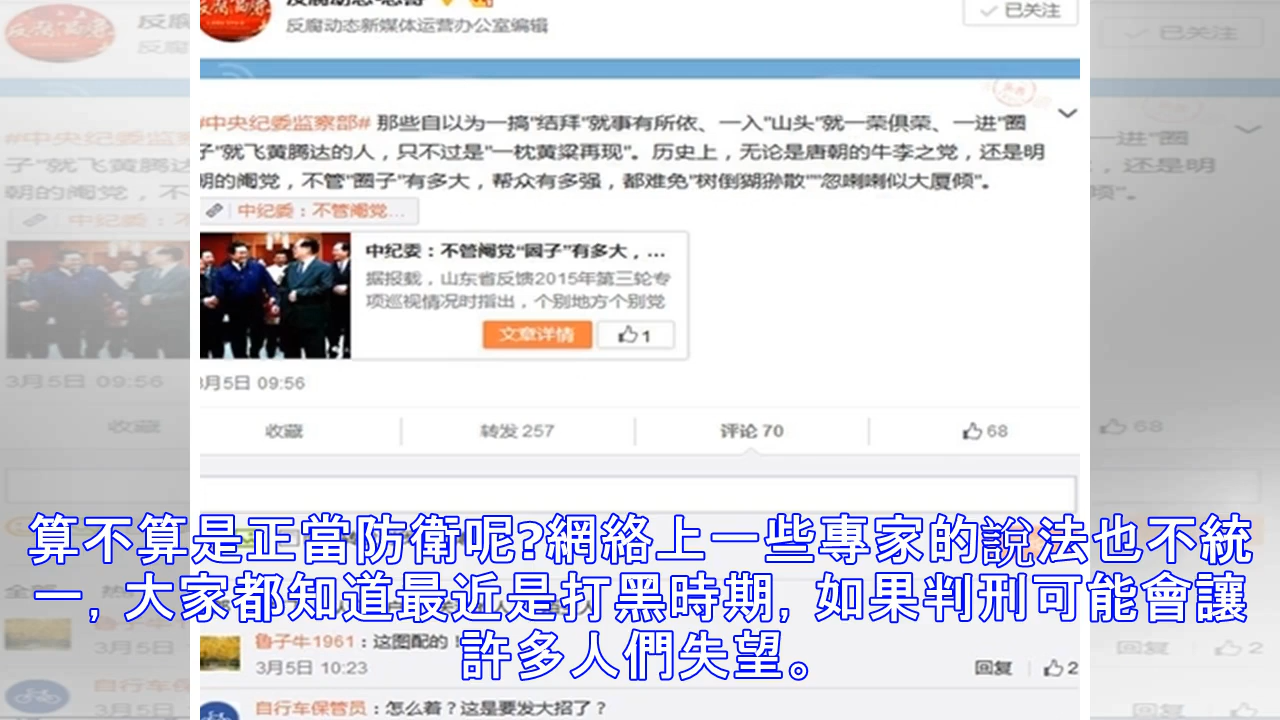 反腐动态新媒体运营办公室编辑
已关注
#中央纪委监察部# 那些自以为一搞"结拜"就事有所依、一入"山头"就一荣俱荣、一进"圈
子"就飞黄腾达的人，只不过是"一枕黄粱再现"。历史上，无论是唐朝的牛李之党，还是明
朝的阉党，不管"圈子"有多大，帮众有多强，都难免"树倒猢狲散""忽喇喇似大厦倾"。
中纪委：不管阉党...
中纪委：不管阉党"圆子"有多大，...
据报载，山东省反馈2015年第三轮专
项巡视情况时指出，个别地方个别党
文章详情
1
3月5日 09:56
收藏
转发 257
评论 70
68
算不算是正當防衛呢?網絡上一些專家的說法也不統
一, 大家都知道最近是打黑時期, 如果判刑可能會讓
許多人們失望。
鲁子牛1961：这图配的！
3月5日 10:23
回复
2
自行车保管员：怎么着？这是要发大招了？